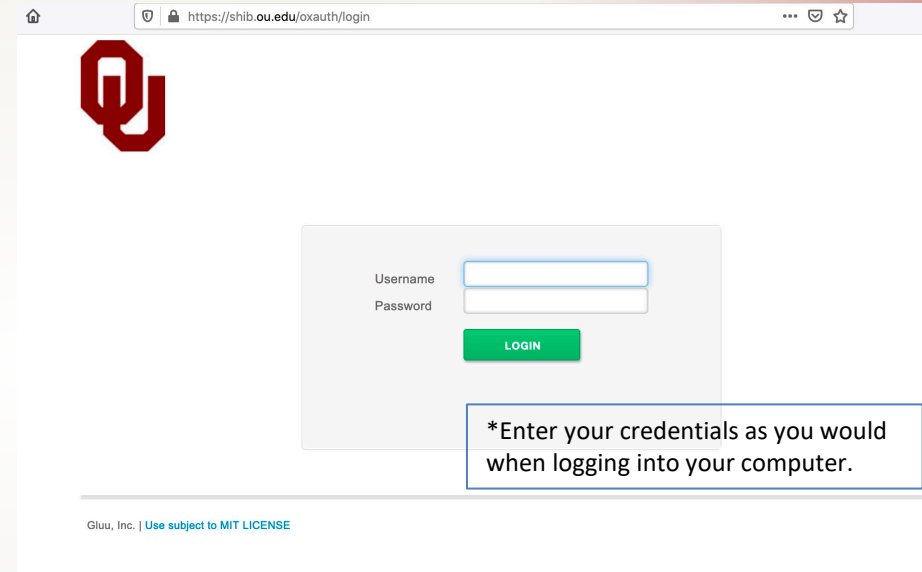 https://shib.ou.edu/oxauth/login
OU
Username
Password
LOGIN
*Enter your credentials as you would
when logging into your computer.
Gluu, Inc. | Use subject to MIT LICENSE